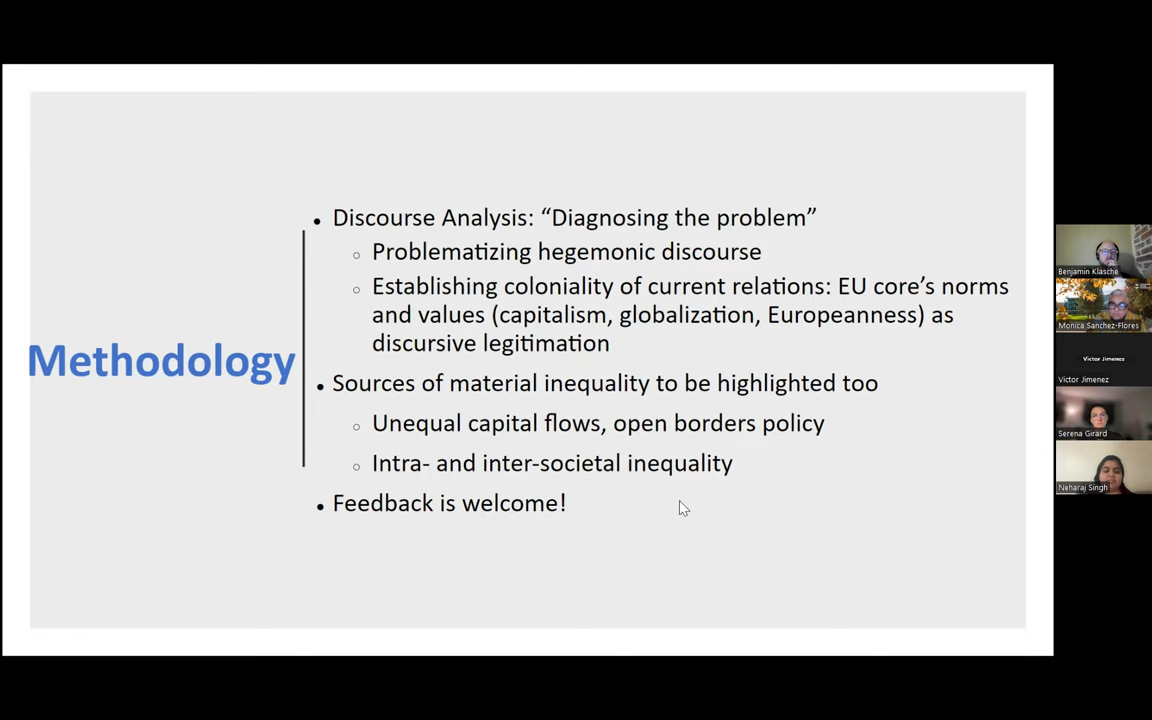 Methodology
• Discourse Analysis: “Diagnosing the problem”
○ Problematizing hegemonic discourse
○ Establishing coloniality of current relations: EU core’s norms
and values (capitalism, globalization, Europeanness) as
discursive legitimation
• Sources of material inequality to be highlighted too
○ Unequal capital flows, open borders policy
○ Intra- and inter-societal inequality
• Feedback is welcome!
Benjamin Klasche
Monica Sanchez-Flores
Victor Jimenez
Victor Jimenez
Serena Girard
Neharaj Singh